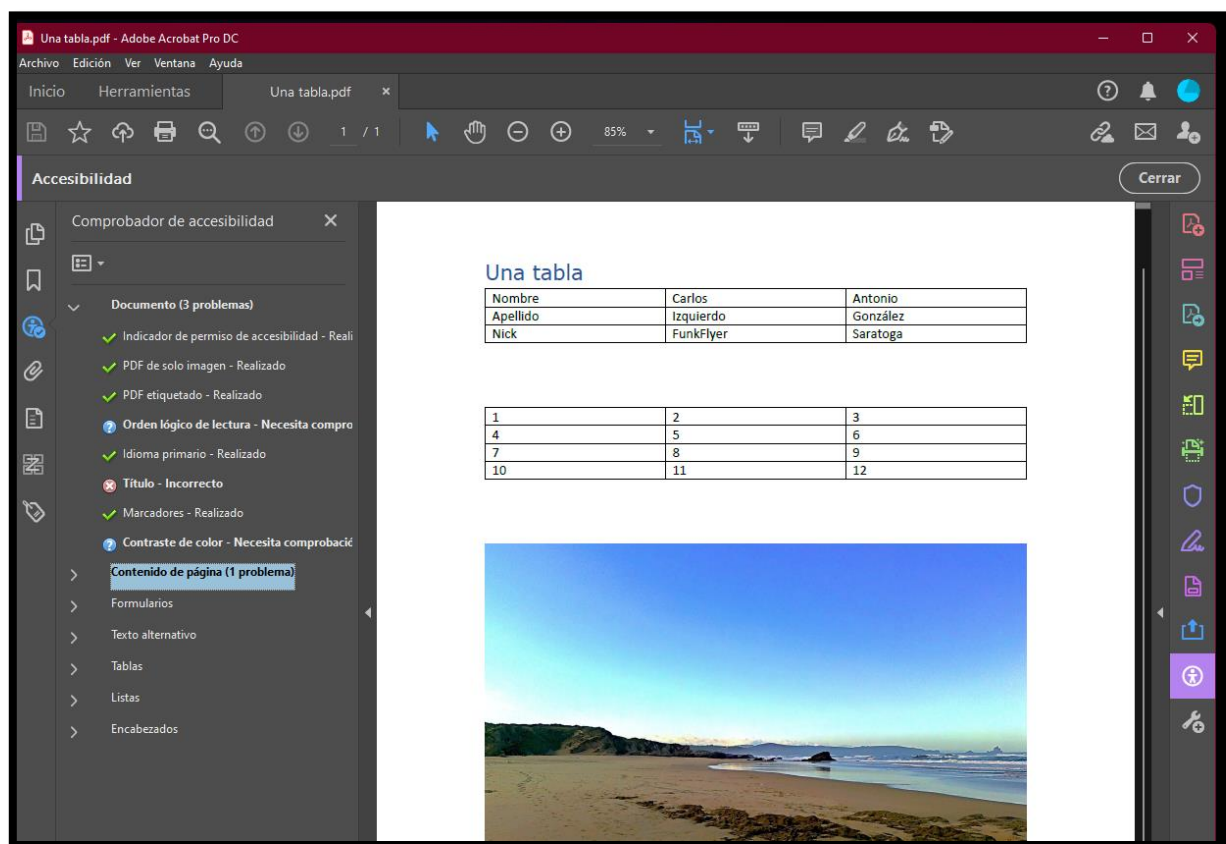 Una tabla.pdf - Adobe Acrobat Pro DC
Archivo Edición Ver Ventana Ayuda
Inicio Herramientas Una tabla.pdf ×
1 / 1 85%
Accesibilidad Cerrar
Comprobador de accesibilidad
Documento (3 problemas)
Indicador de permiso de accesibilidad - Reali
PDF de solo imagen - Realizado
PDF etiquetado - Realizado
Orden lógico de lectura - Necesita compro
Idioma primario - Realizado
Título - Incorrecto
Marcadores - Realizado
Contraste de color - Necesita comprobació
Contenido de página (1 problema)
Formularios
Texto alternativo
Tablas
Listas
Encabezados
Una tabla
Nombre Carlos Antonio
Apellido Izquierdo González
Nick FunkFlyer Saratoga
1 2 3
4 5 6
7 8 9
10 11 12